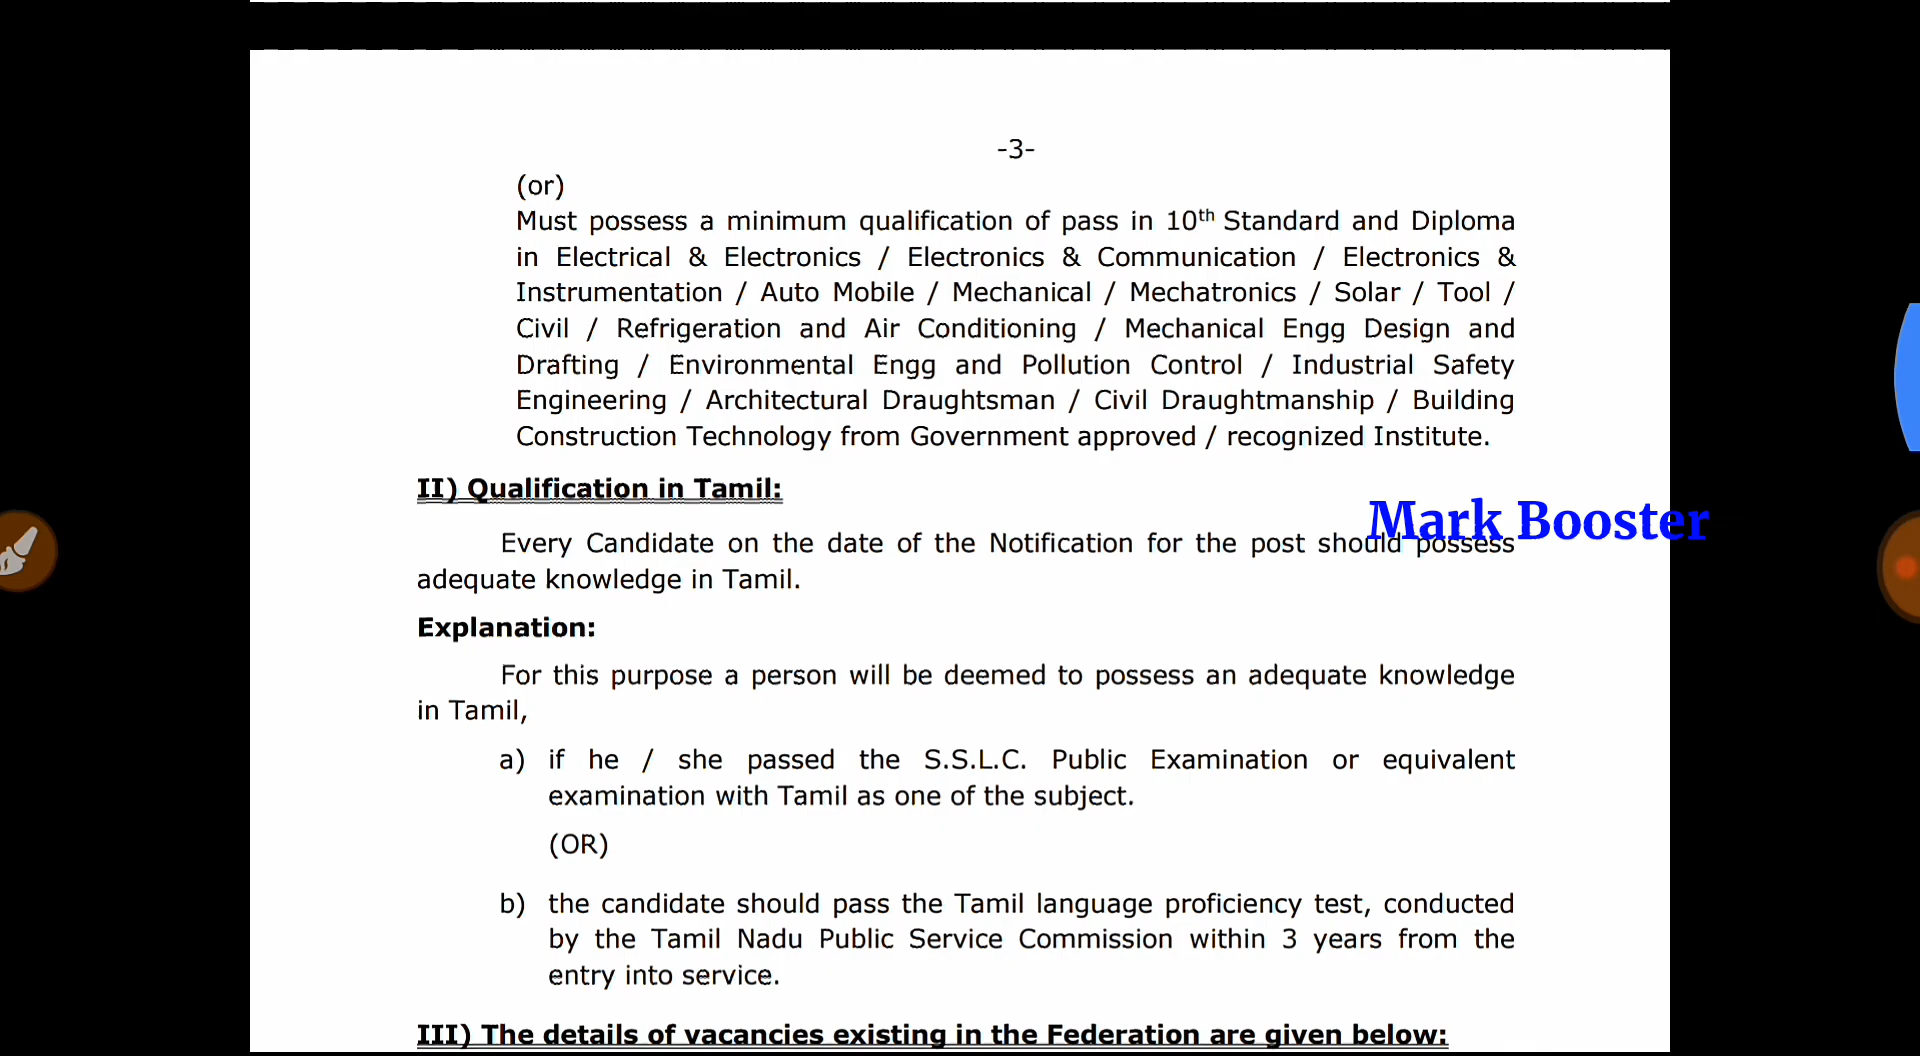 -3-
(or)
Must possess a minimum qualification of pass in 10th Standard and Diploma
in Electrical & Electronics / Electronics & Communication / Electronics &
Instrumentation / Auto Mobile / Mechanical / Mechatronics / Solar / Tool /
Civil / Refrigeration and Air Conditioning / Mechanical Engg Design and
Drafting / Environmental Engg and Pollution Control / Industrial Safety
Engineering / Architectural Draughtsman / Civil Draughtmanship / Building
Construction Technology from Government approved / recognized Institute.
II) Qualification in Tamil:
Mark Booster
Every Candidate on the date of the Notification for the post should possess
adequate knowledge in Tamil.
Explanation:
For this purpose a person will be deemed to possess an adequate knowledge
in Tamil,
a) if he / she passed the S.S.L.C. Public Examination or equivalent
examination with Tamil as one of the subject.
(OR)
b) the candidate should pass the Tamil language proficiency test, conducted
by the Tamil Nadu Public Service Commission within 3 years from the
entry into service.
III) The details of vacancies existing in the Federation are given below: